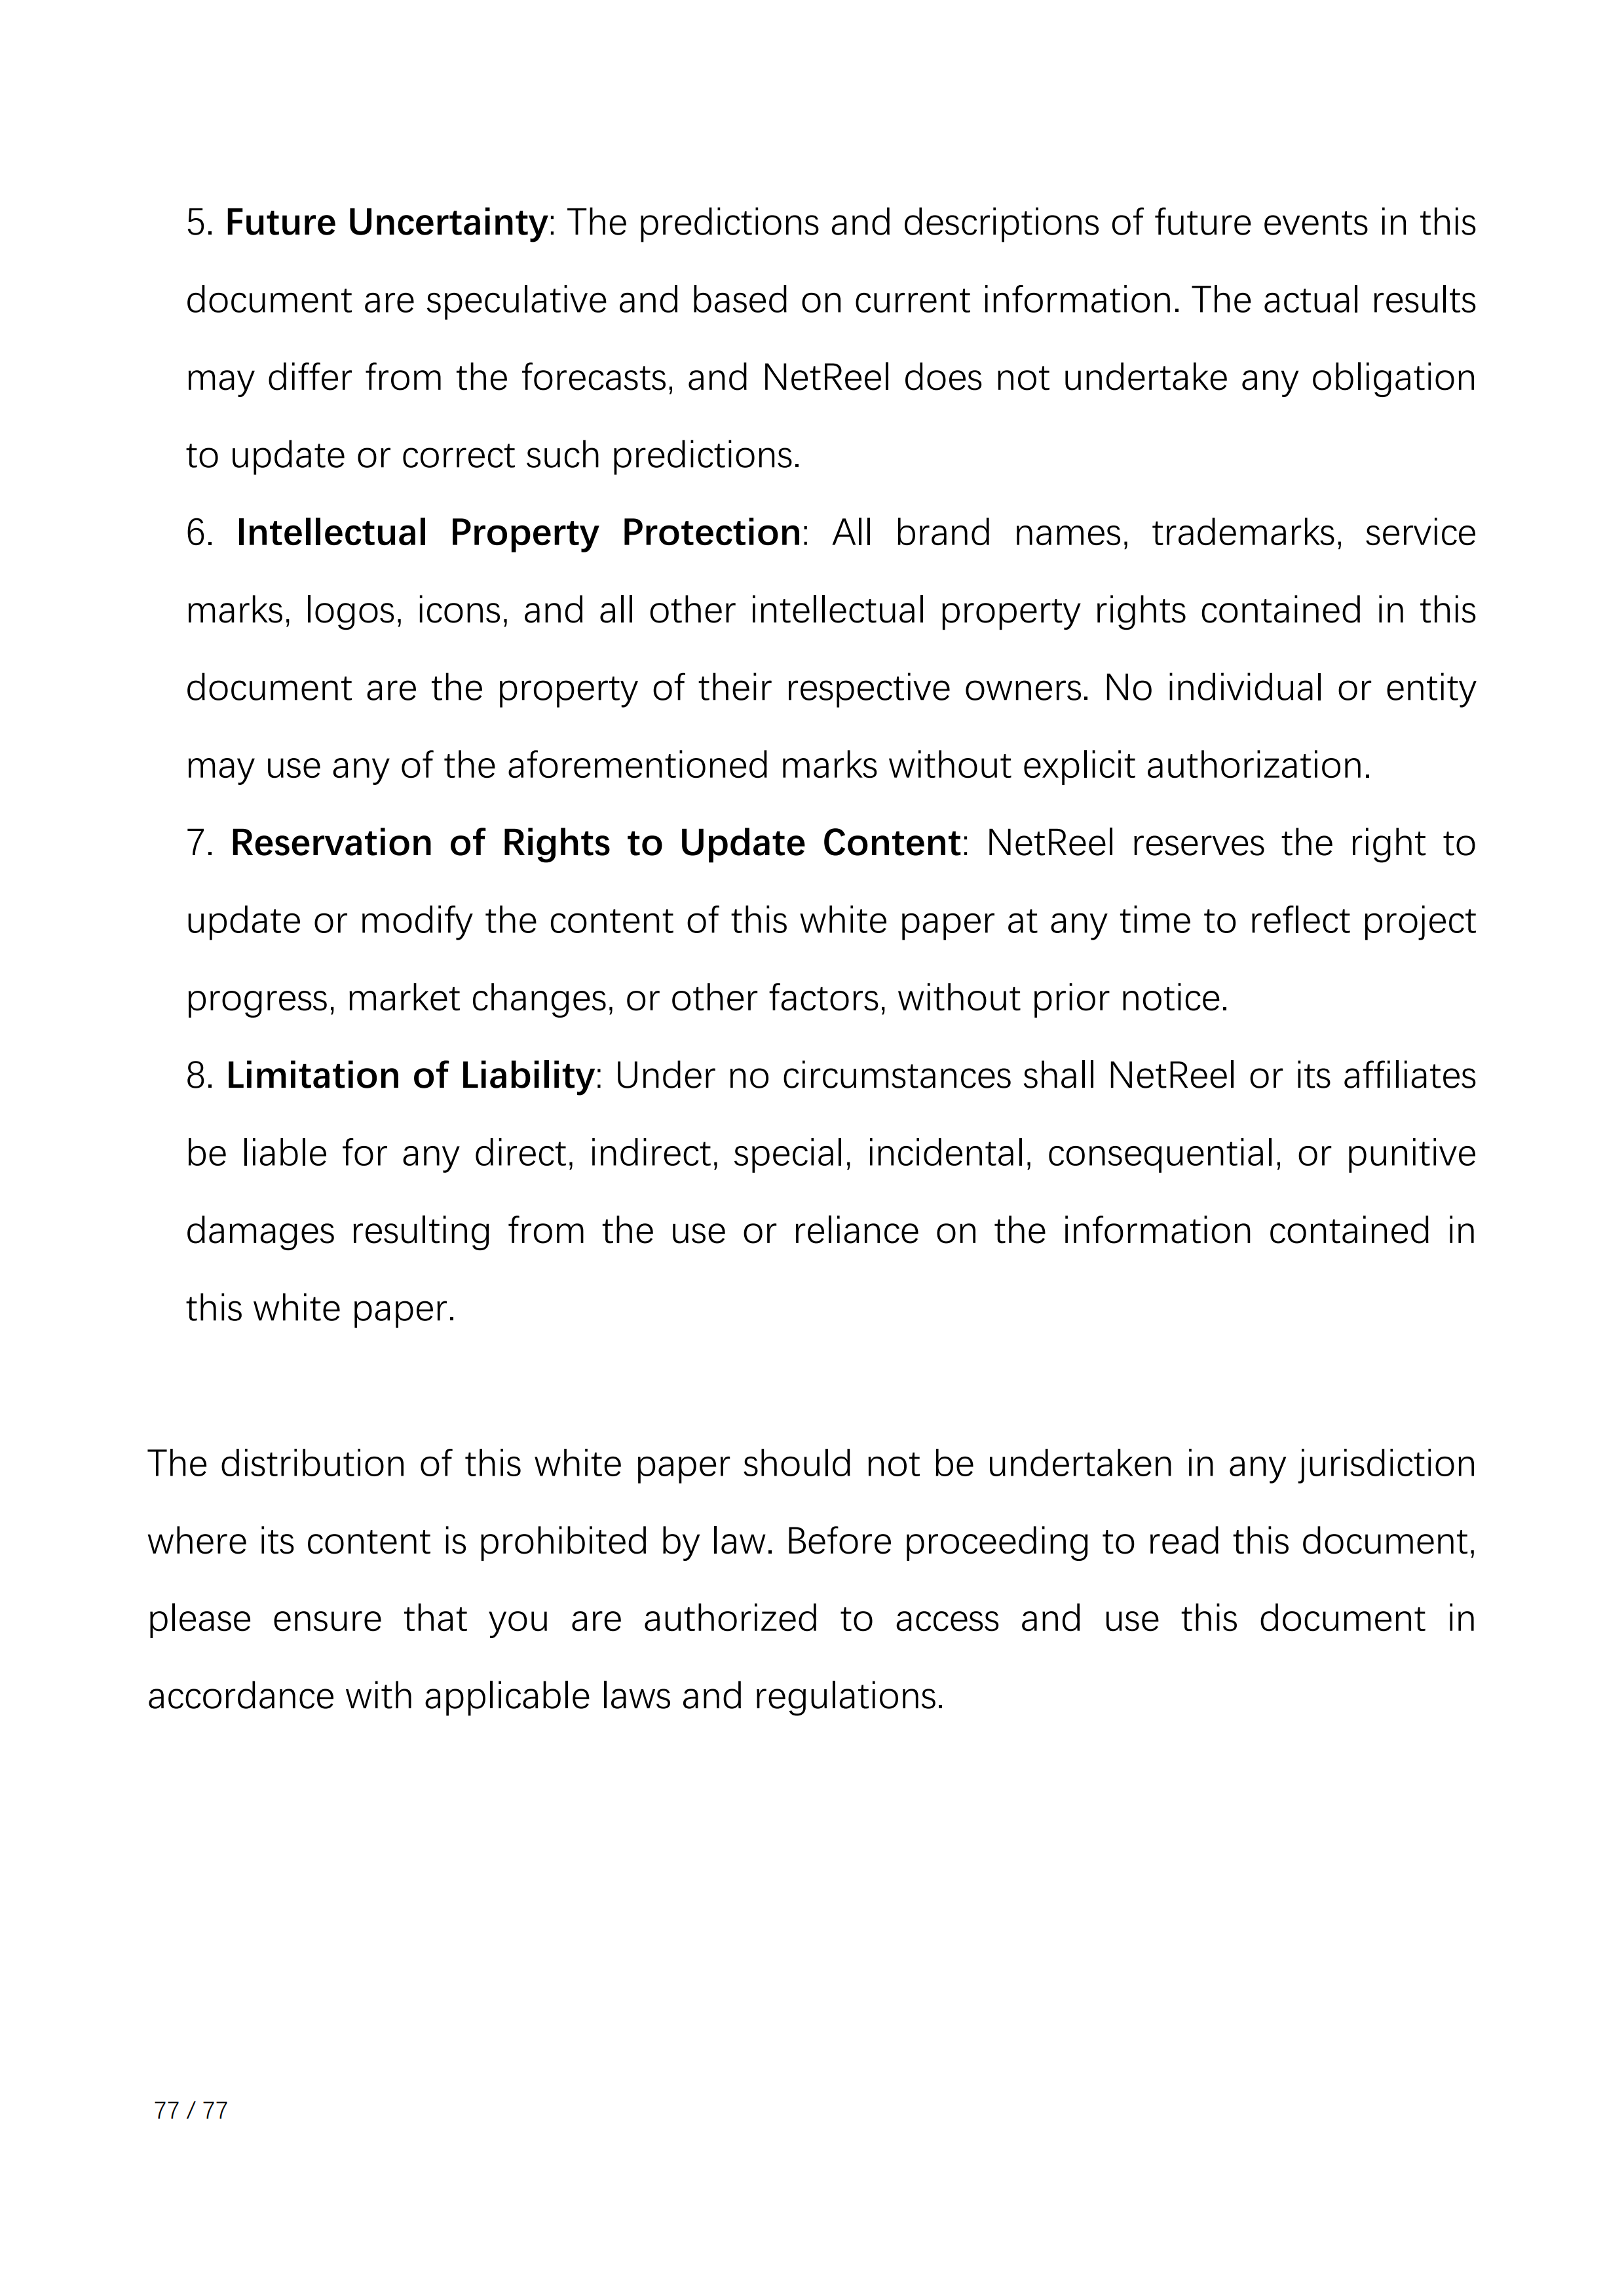 5. Future Uncertainty: The predictions and descriptions of future events in this
document are speculative and based on current information. The actual results
may differ from the forecasts, and NetReel does not undertake any obligation
to update or correct such predictions.
6. Intellectual Property Protection: All brand names, trademarks, service
marks, logos, icons, and all other intellectual property rights contained in this
document are the property of their respective owners. No individual or entity
may use any of the aforementioned marks without explicit authorization.
7. Reservation of Rights to Update Content: NetReel reserves the right to
update or modify the content of this white paper at any time to reflect project
progress, market changes, or other factors, without prior notice.
8. Limitation of Liability: Under no circumstances shall NetReel or its affiliates
be liable for any direct, indirect, special, incidental, consequential, or punitive
damages resulting from the use or reliance on the information contained in
this white paper.
The distribution of this white paper should not be undertaken in any jurisdiction
where its content is prohibited by law. Before proceeding to read this document,
please ensure that you are authorized to access and use this document in
accordance with applicable laws and regulations.
77 / 77